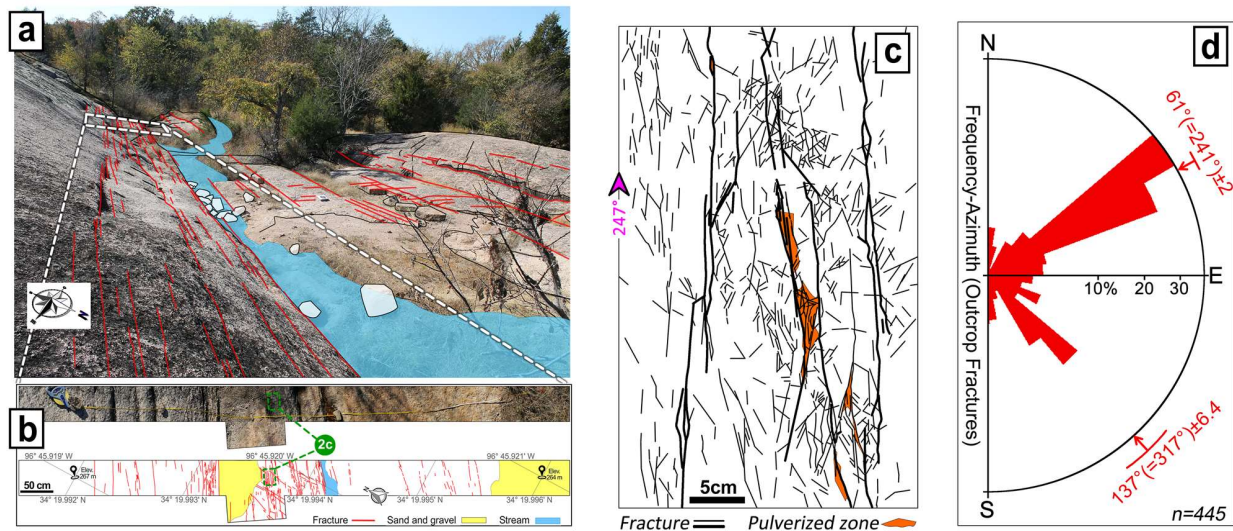 a
N
b
2c
96° 45.919' W
96° 45.920' W
96° 45.921' W
Elev.
267 m
Elev.
264 m
50 cm
34° 19.992' N
34° 19.993' N
34° 19.994' N
34° 19.995' N
34° 19.996' N
Fracture
Sand and gravel
Stream
c
247°
5cm
Fracture
Pulverized zone
d
N
Frequency-Azimuth (Outcrop Fractures)
61°(=241°)±2
10%
20
30
E
137°(=317°)±6.4
S
n=445